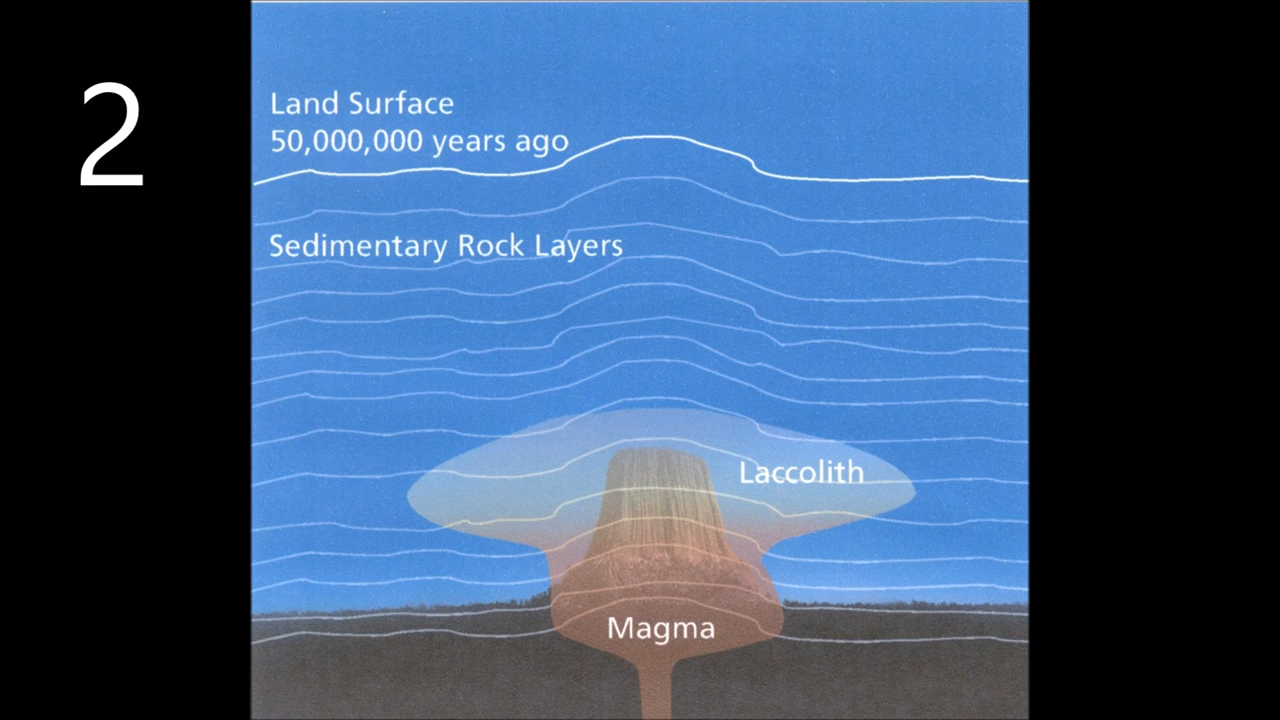 2
Land Surface
50,000,000 years ago
Sedimentary Rock Layers
Laccolith
Magma